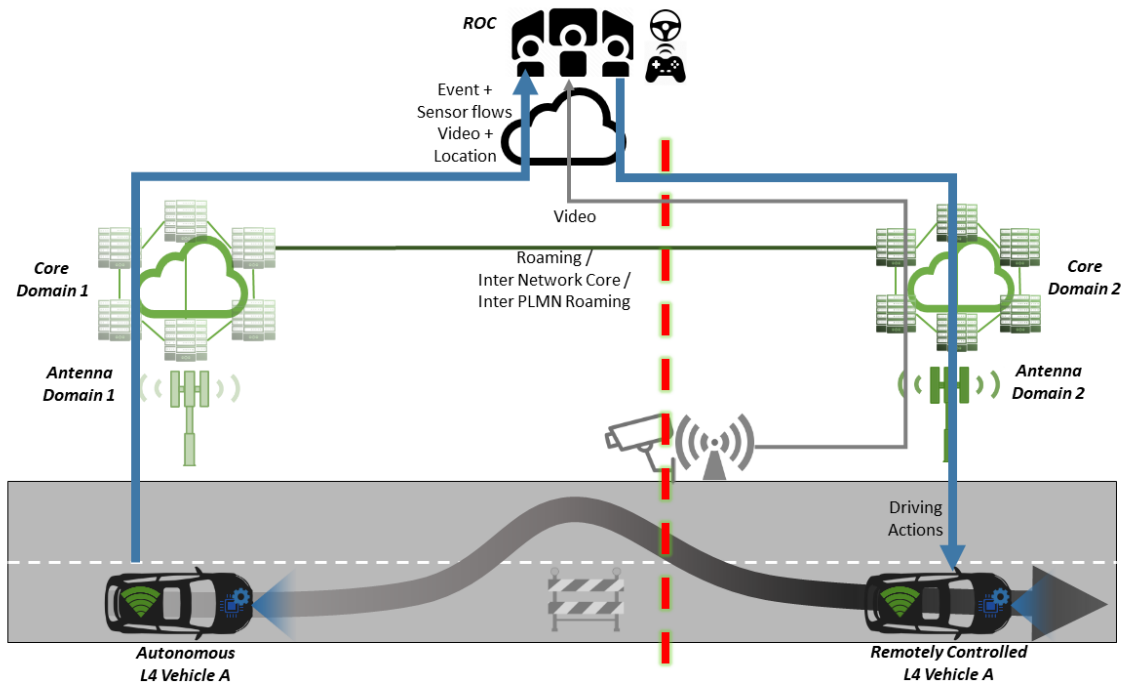 ROC
Event +
Sensor flows
Video +
Location
Video
Roaming /
Inter Network Core /
Inter PLMN Roaming
Core
Domain 1
Core
Domain 2
Antenna
Domain 1
Antenna
Domain 2
Driving
Actions
Autonomous
L4 Vehicle A
Remotely Controlled
L4 Vehicle A